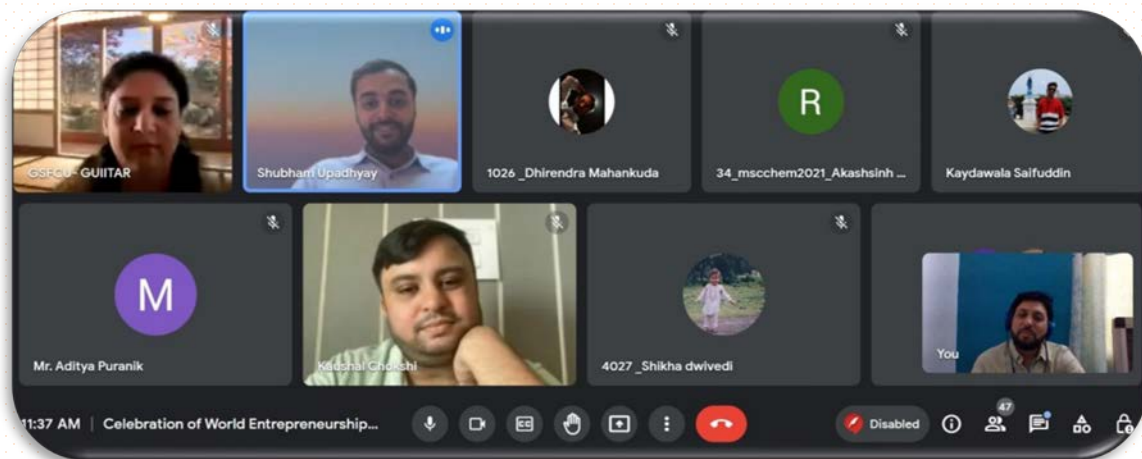 GSFCU- GUIITAR
Shubham Upadhyay
1026 _Dhirendra Mahankuda
R
34_mscchem2021_Akashsinh ...
Kaydawala Saifuddin
M
Mr. Aditya Puranik
Kaushal Chokshi
4027 _Shikha dwivedi
You
11:37 AM | Celebration of World Entrepreneurship...
CC
Disabled
47